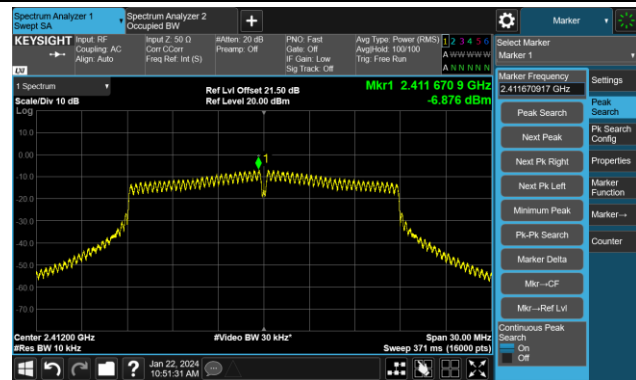 Spectrum Analyzer 1
Swept SA
Spectrum Analyzer 2
Occupied BW
+
Marker
KEYSIGHT
Input: RF
Coupling: AC
Align: Auto
Input Z: 50 Ω
Corr CCorr
Freq Ref: Int (S)
#Atten: 20 dB
Preamp: Off
PNO: Fast
Gate: Off
IF Gain: Low
Sig Track: Off
Avg Type: Power (RMS)
Avg|Hold: 100/100
Trig: Free Run
1 2 3 4 5 6
A W W W W W
A N N N N N
LXI
Select Marker
Marker 1
1 Spectrum
Scale/Div 10 dB
Ref Lvl Offset 21.50 dB
Ref Level 20.00 dBm
Mkr1 2.411 670 9 GHz
-6.876 dBm
Log
10.0
0.00
-10.0
-20.0
-30.0
-40.0
-50.0
-60.0
-70.0
1
Center 2.41200 GHz
#Res BW 10 kHz
#Video BW 30 kHz*
Span 30.00 MHz
Sweep 371 ms (16000 pts)
Marker Frequency
2.411670917 GHz
Peak Search
Next Peak
Next Pk Right
Next Pk Left
Minimum Peak
Pk-Pk Search
Marker Delta
Mkr→CF
Mkr→Ref Lvl
Continuous Peak
Search
On
Off
Settings
Peak
Search
Pk Search
Config
Properties
Marker
Function
Marker→
Counter
?
Jan 22, 2024
10:51:31 AM